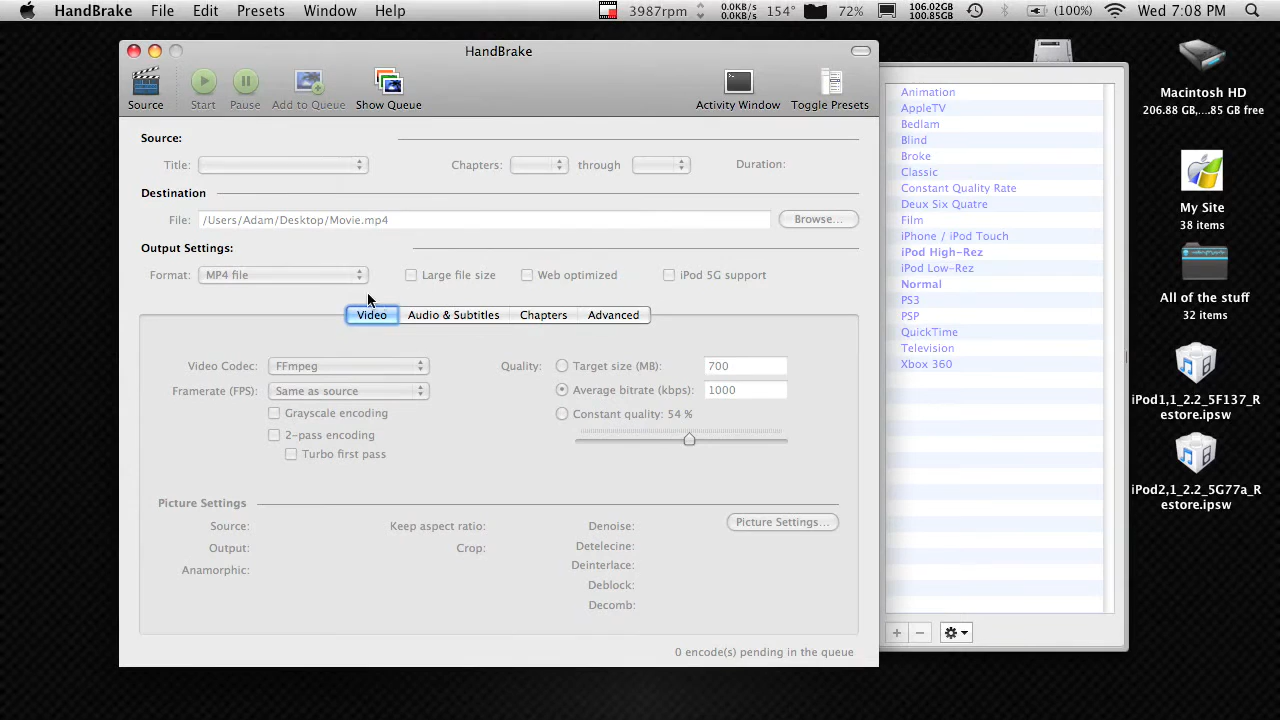 HandBrake File Edit Presets Window Help 3987rpm 0.0KB/s 0.0KB/s 154° 72% 106.02GB 100.85GB (100%) Wed 7:08 PM
HandBrake
Source Start Pause Add to Queue Show Queue Activity Window Toggle Presets
Source:
Title: Chapters: through Duration:
Destination
File: /Users/Adam/Desktop/Movie.mp4 Browse...
Output Settings:
Format: MP4 file Large file size Web optimized iPod 5G support
Video Audio & Subtitles Chapters Advanced
Video Codec: FFmpeg Quality: Target size (MB): 700
Framerate (FPS): Same as source Average bitrate (kbps): 1000
Grayscale encoding Constant quality: 54 %
2-pass encoding
Turbo first pass
Picture Settings
Source: Keep aspect ratio: Denoise: Picture Settings...
Output: Crop: Detelecine:
Anamorphic: Deinterlace:
Deblock:
Decomb:
0 encode(s) pending in the queue
Animation
AppleTV
Bedlam
Blind
Broke
Classic
Constant Quality Rate
Deux Six Quatre
Film
iPhone / iPod Touch
iPod High-Rez
iPod Low-Rez
Normal
PS3
PSP
QuickTime
Television
Xbox 360
Macintosh HD
206.88 GB,....85 GB free
My Site
38 items
All of the stuff
32 items
iPod1,1_2.2_5F137_R
estore.ipsw
iPod2,1_2.2_5G77a_R
estore.ipsw